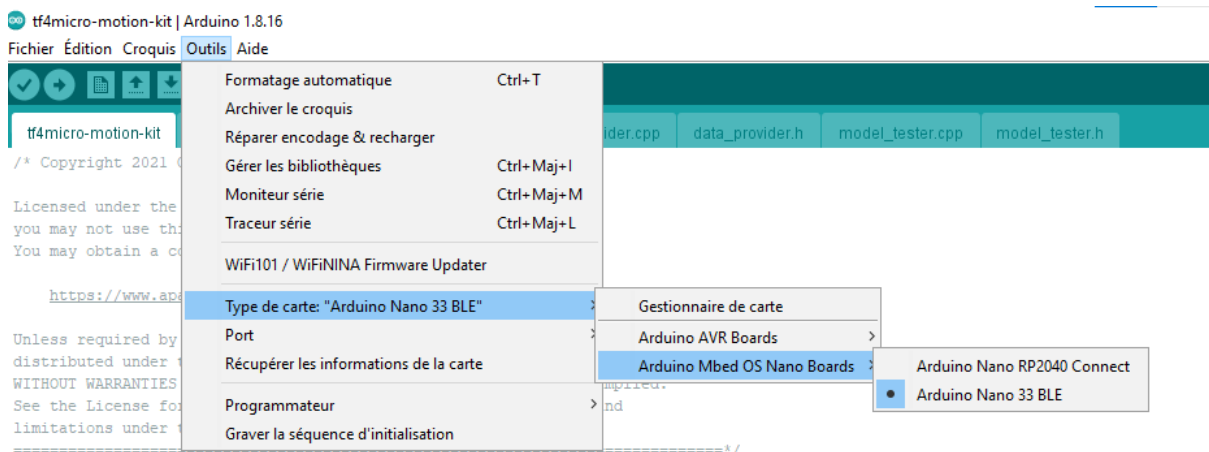 tf4micro-motion-kit | Arduino 1.8.16
Fichier Édition Croquis Outils Aide
tf4micro-motion-kit ider.cpp data_provider.h model_tester.cpp model_tester.h
Formatage automatique Ctrl+T
Archiver le croquis
Réparer encodage & recharger
Gérer les bibliothèques Ctrl+Maj+I
Moniteur série Ctrl+Maj+M
Traceur série Ctrl+Maj+L
WiFi101 / WiFiNINA Firmware Updater
Type de carte: "Arduino Nano 33 BLE"
Port
Récupérer les informations de la carte
Programmateur
Graver la séquence d'initialisation
Gestionnaire de carte
Arduino AVR Boards
Arduino Mbed OS Nano Boards
Arduino Nano RP2040 Connect
Arduino Nano 33 BLE
/* Copyright 2021
Licensed under the
you may not use
You may obtain a
https://www.apa
Unless required by
distributed under
WITHOUT WARRANTIES
See the License nd
limitations under
*/